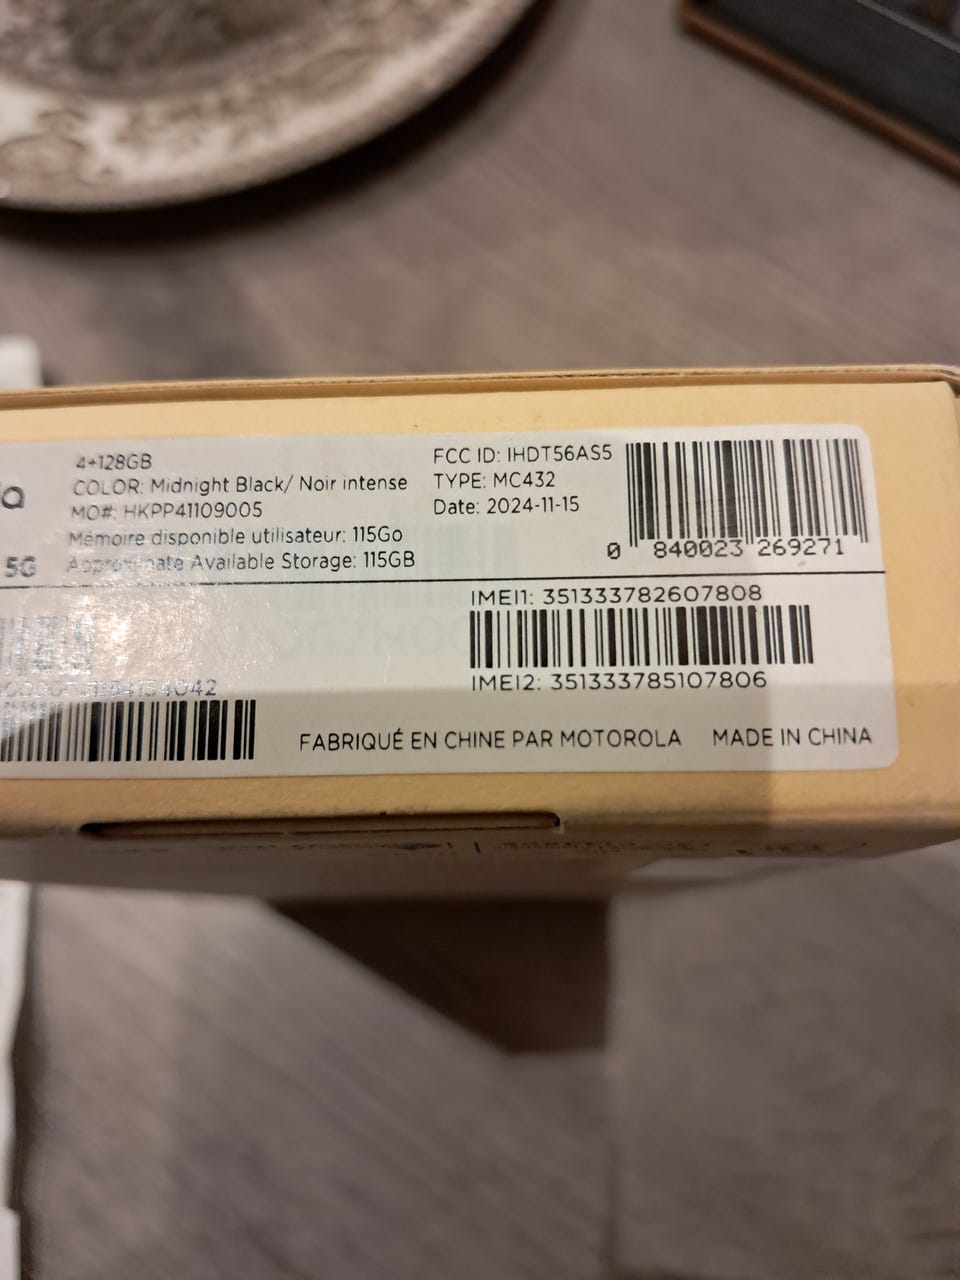 4+128GB
COLOR: Midnight Black/ Noir intense
MO#: HKPP41109005
Mémoire disponible utilisateur: 115Go
Approximate Available Storage: 115GB
5G
FCC ID: IHDT56AS5
TYPE: MC432
Date: 2024-11-15
0 840023 269271
IMEI1: 351333782607808
IMEI2: 351333785107806
FABRIQUÉ EN CHINE PAR MOTOROLA MADE IN CHINA